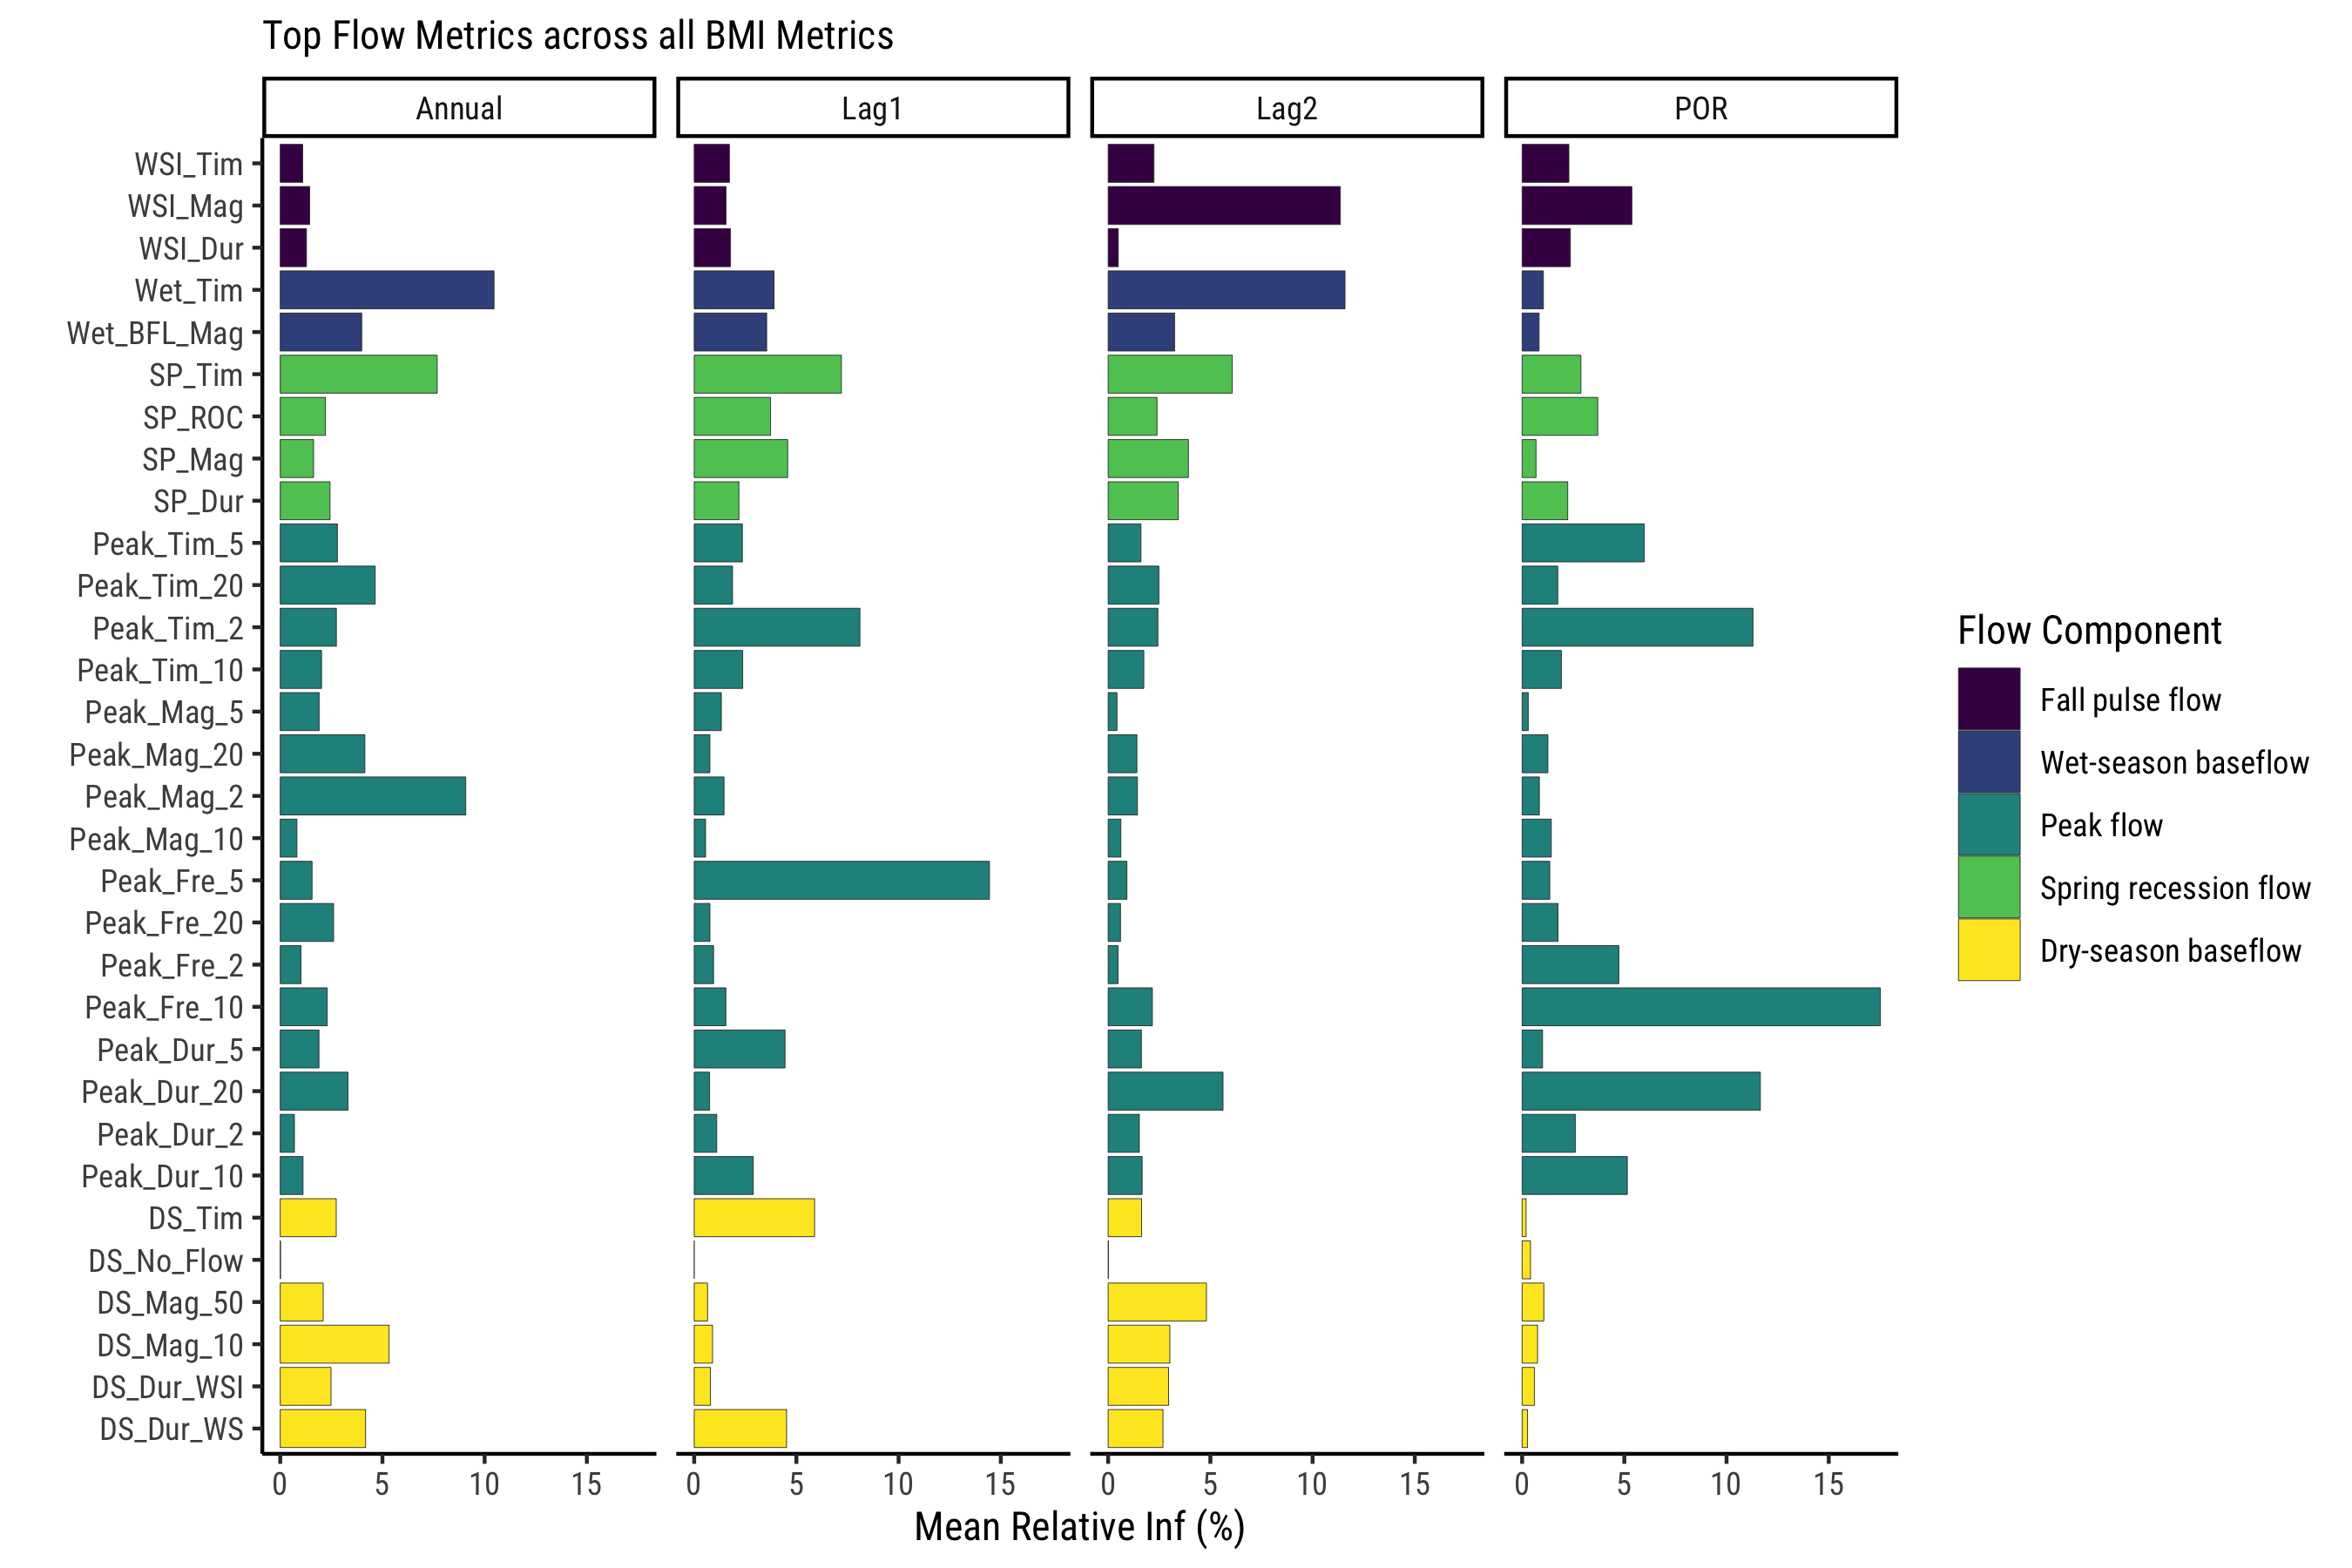 Top Flow Metrics across all BMI Metrics
Annual
Lag1
Lag2
POR
WSI_Tim
WSI_Mag
WSI_Dur
Wet_Tim
Wet_BFL_Mag
SP_Tim
SP_ROC
SP_Mag
SP_Dur
Peak_Tim_5
Peak_Tim_20
Peak_Tim_2
Peak_Tim_10
Peak_Mag_5
Peak_Mag_20
Peak_Mag_2
Peak_Mag_10
Peak_Fre_5
Peak_Fre_20
Peak_Fre_2
Peak_Fre_10
Peak_Dur_5
Peak_Dur_20
Peak_Dur_2
Peak_Dur_10
DS_Tim
DS_No_Flow
DS_Mag_50
DS_Mag_10
DS_Dur_WSI
DS_Dur_WS
0 5 10 15
0 5 10 15
0 5 10 15
0 5 10 15
Mean Relative Inf (%)
Flow Component
Fall pulse flow
Wet-season baseflow
Peak flow
Spring recession flow
Dry-season baseflow